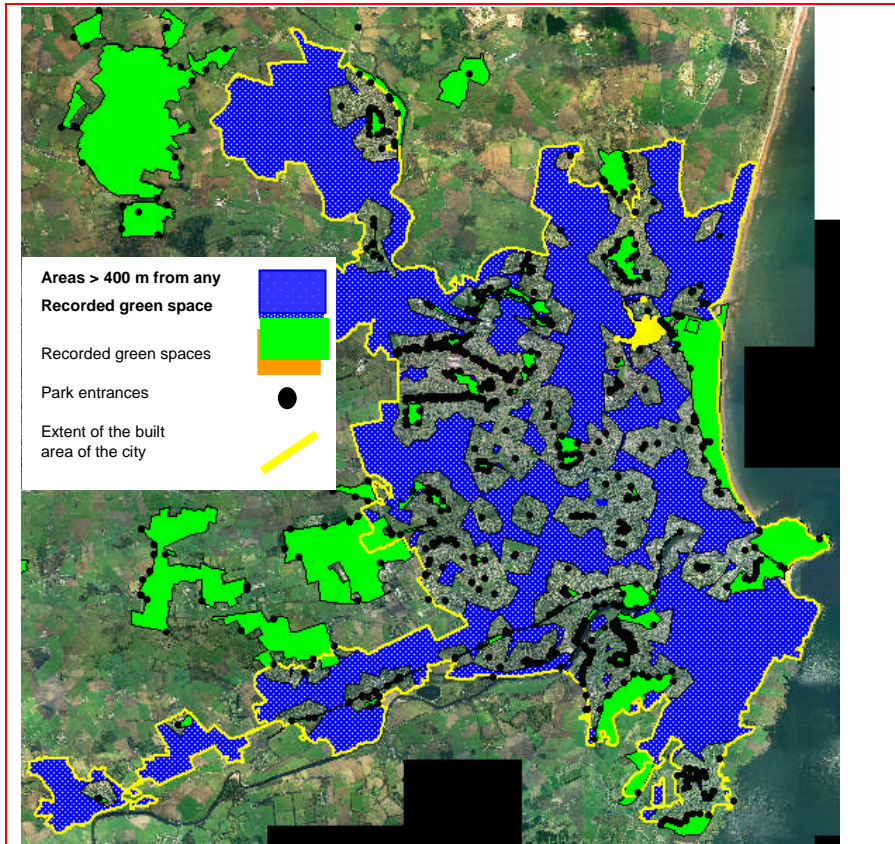 Areas > 400 m from any
Recorded green space
Recorded green spaces
Park entrances
Extent of the built
area of the city